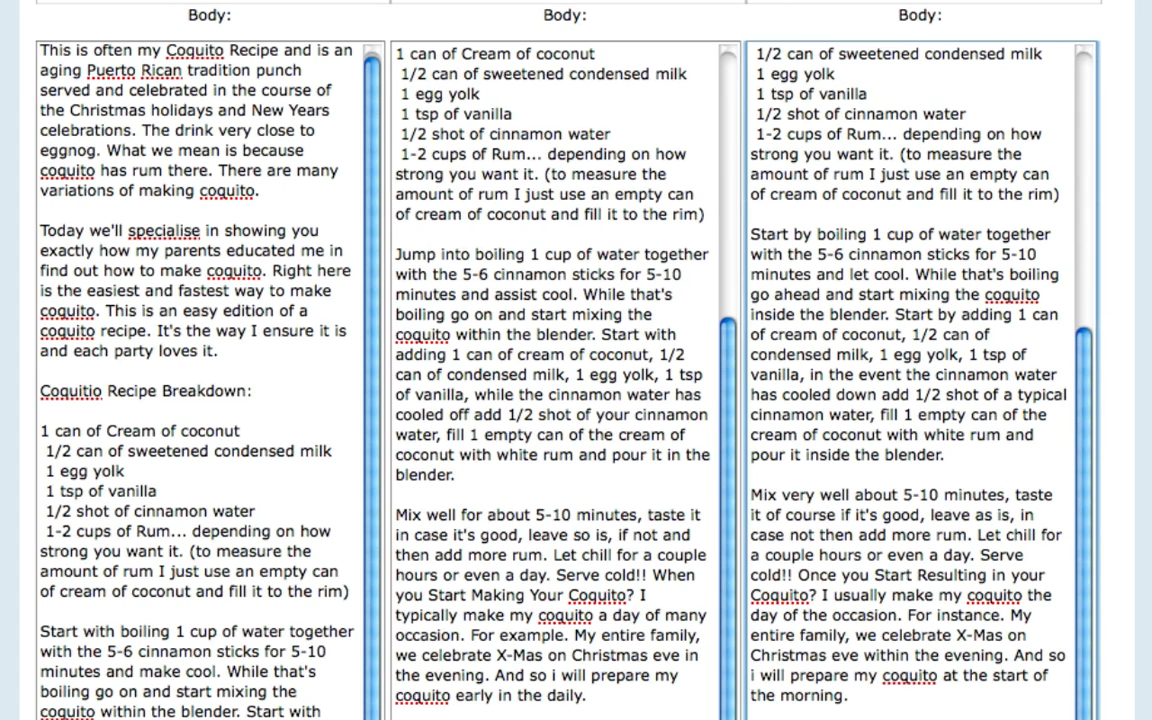 Body:
This is often my Coquito Recipe and is an
aging Puerto Rican tradition punch
served and celebrated in the course of
the Christmas holidays and New Years
celebrations. The drink very close to
eggnog. What we mean is because
coquito has rum there. There are many
variations of making coquito.
Today we'll specialise in showing you
exactly how my parents educated me in
find out how to make coquito. Right here
is the easiest and fastest way to make
coquito. This is an easy edition of a
coquito recipe. It's the way I ensure it is
and each party loves it.
Coquitio Recipe Breakdown:
1 can of Cream of coconut
1/2 can of sweetened condensed milk
1 egg yolk
1 tsp of vanilla
1/2 shot of cinnamon water
1-2 cups of Rum... depending on how
strong you want it. (to measure the
amount of rum I just use an empty can
of cream of coconut and fill it to the rim)
Start with boiling 1 cup of water together
with the 5-6 cinnamon sticks for 5-10
minutes and make cool. While that's
boiling go on and start mixing the
coquito within the blender. Start with
Body:
1 can of Cream of coconut
1/2 can of sweetened condensed milk
1 egg yolk
1 tsp of vanilla
1/2 shot of cinnamon water
1-2 cups of Rum... depending on how
strong you want it. (to measure the
amount of rum I just use an empty can
of cream of coconut and fill it to the rim)
Jump into boiling 1 cup of water together
with the 5-6 cinnamon sticks for 5-10
minutes and assist cool. While that's
boiling go on and start mixing the
coquito within the blender. Start with
adding 1 can of cream of coconut, 1/2
can of condensed milk, 1 egg yolk, 1 tsp
of vanilla, while the cinnamon water has
cooled off add 1/2 shot of your cinnamon
water, fill 1 empty can of the cream of
coconut with white rum and pour it in the
blender.
Mix well for about 5-10 minutes, taste it
in case it's good, leave so is, if not and
then add more rum. Let chill for a couple
hours or even a day. Serve cold!! When
you Start Making Your Coquito? I
typically make my coquito a day of many
occasion. For example. My entire family,
we celebrate X-Mas on Christmas eve in
the evening. And so i will prepare my
coquito early in the daily.
Body:
1/2 can of sweetened condensed milk
1 egg yolk
1 tsp of vanilla
1/2 shot of cinnamon water
1-2 cups of Rum... depending on how
strong you want it. (to measure the
amount of rum I just use an empty can
of cream of coconut and fill it to the rim)
Start by boiling 1 cup of water together
with the 5-6 cinnamon sticks for 5-10
minutes and let cool. While that's boiling
go ahead and start mixing the coquito
inside the blender. Start by adding 1 can
of cream of coconut, 1/2 can of
condensed milk, 1 egg yolk, 1 tsp of
vanilla, in the event the cinnamon water
has cooled down add 1/2 shot of a typical
cinnamon water, fill 1 empty can of the
cream of coconut with white rum and
pour it inside the blender.
Mix very well about 5-10 minutes, taste
it of course if it's good, leave as is, in
case not then add more rum. Let chill for
a couple hours or even a day. Serve
cold!! Once you Start Resulting in your
Coquito? I usually make my coquito the
day of the occasion. For instance. My
entire family, we celebrate X-Mas on
Christmas eve within the evening. And so
i will prepare my coquito at the start of
the morning.